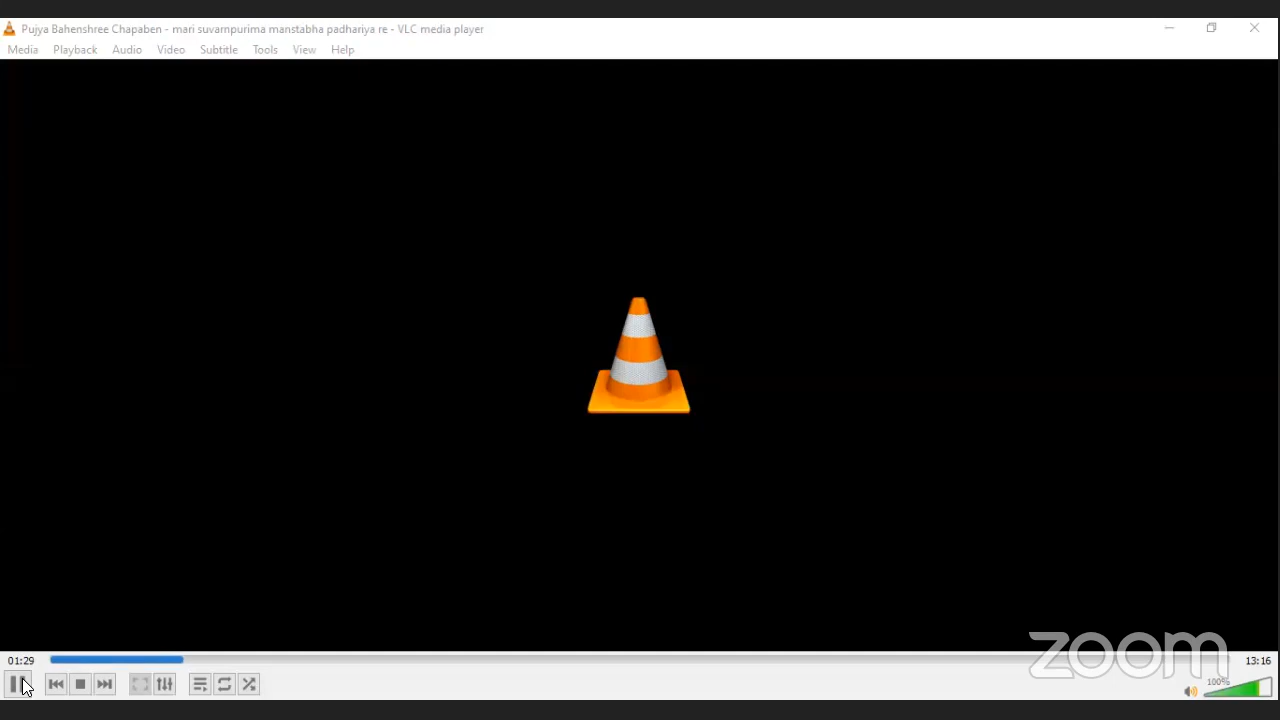 Pujya Bahenshree Chapaben - mari suvarnpurima manstabha padhariya re - VLC media player
Media Playback Audio Video Subtitle Tools View Help
01:29
13:16
100%
zoom